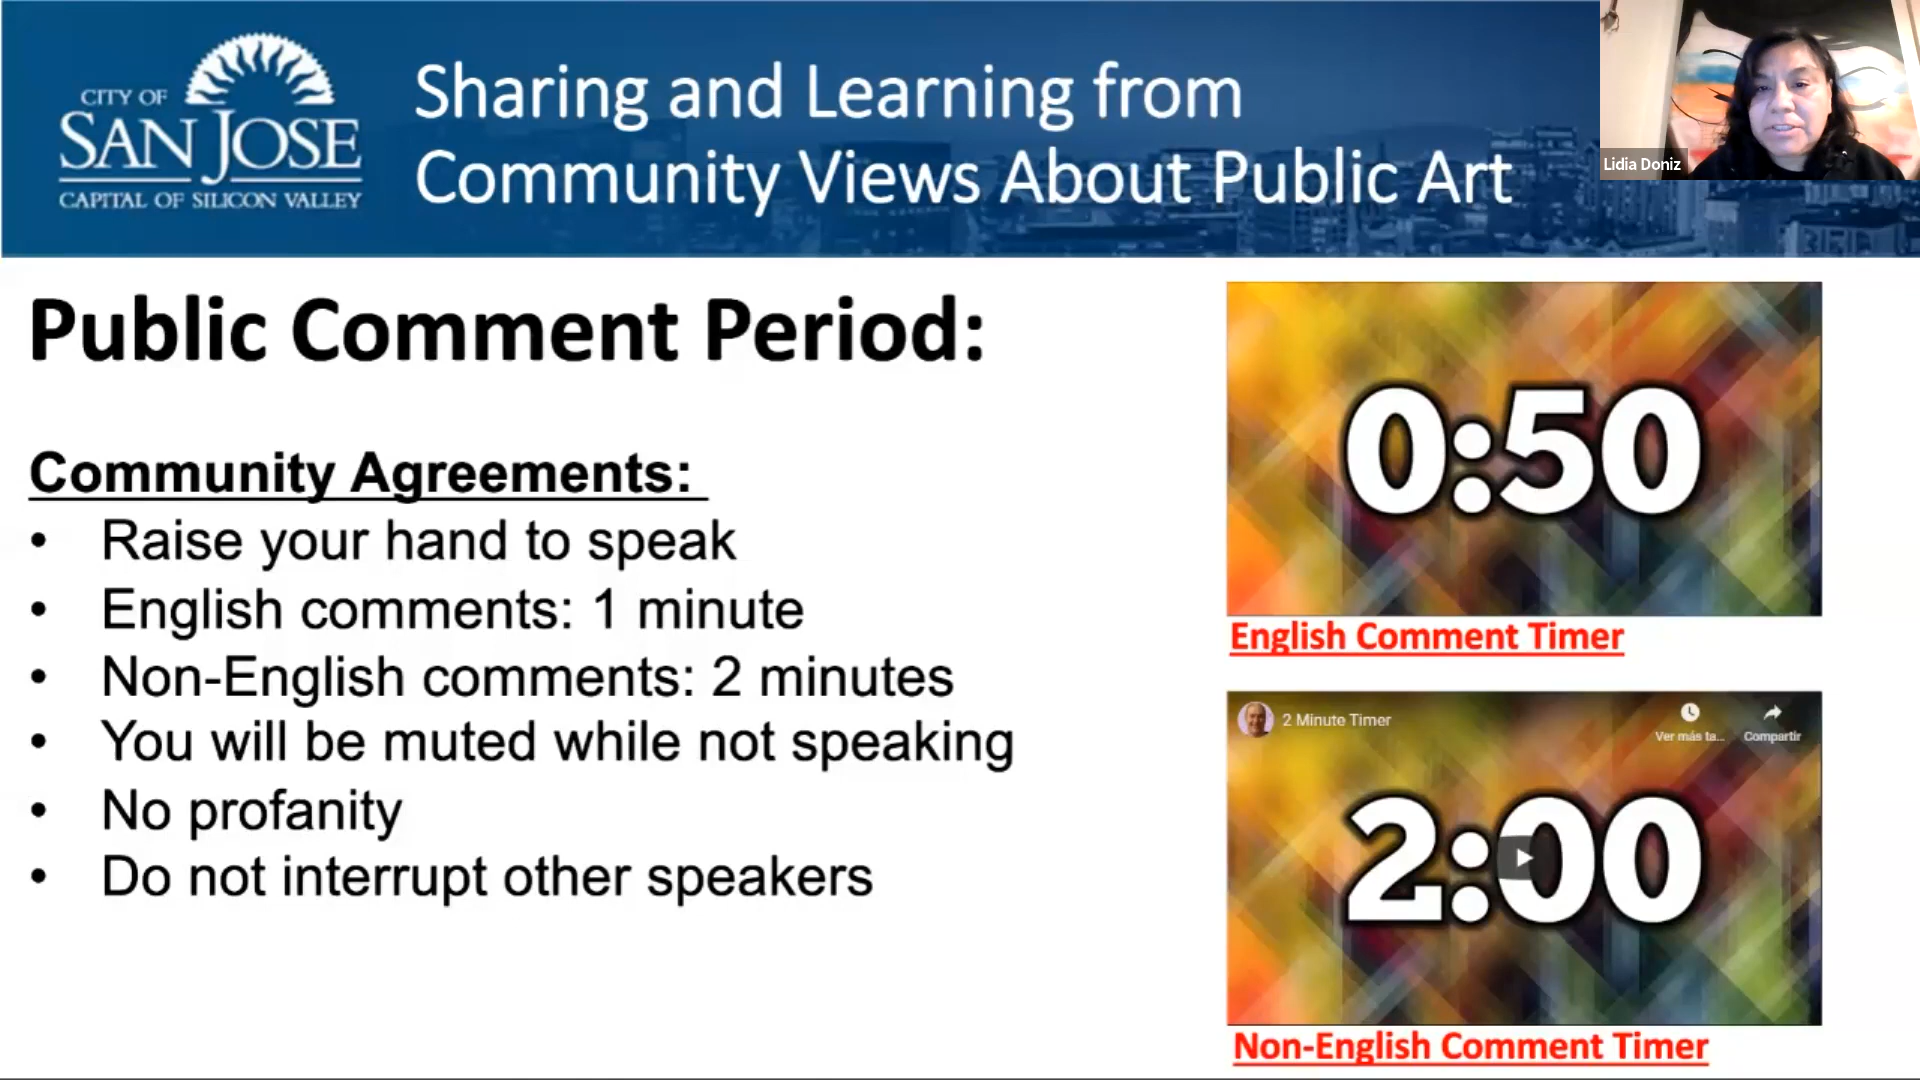 CITY OF
SAN JOSE
CAPITAL OF SILICON VALLEY
Sharing and Learning from
Community Views About Public Art
Lidia Doniz
Public Comment Period:
Community Agreements:
• Raise your hand to speak
• English comments: 1 minute
• Non-English comments: 2 minutes
• You will be muted while not speaking
• No profanity
• Do not interrupt other speakers
0:50
English Comment Timer
2 Minute Timer
Ver más ta...
Compartir
2:00
Non-English Comment Timer